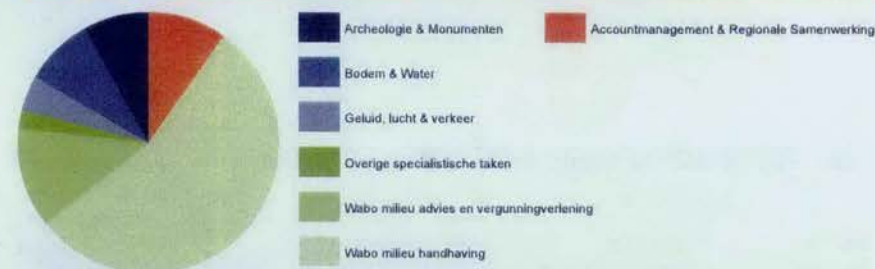 Archeologie & Monumenten
Accountmanagement & Regionale Samenwerking
Bodem & Water
Geluid, lucht & verkeer
Overige specialistische taken
Wabo milieu advies en vergunningverlening
Wabo milieu handhaving